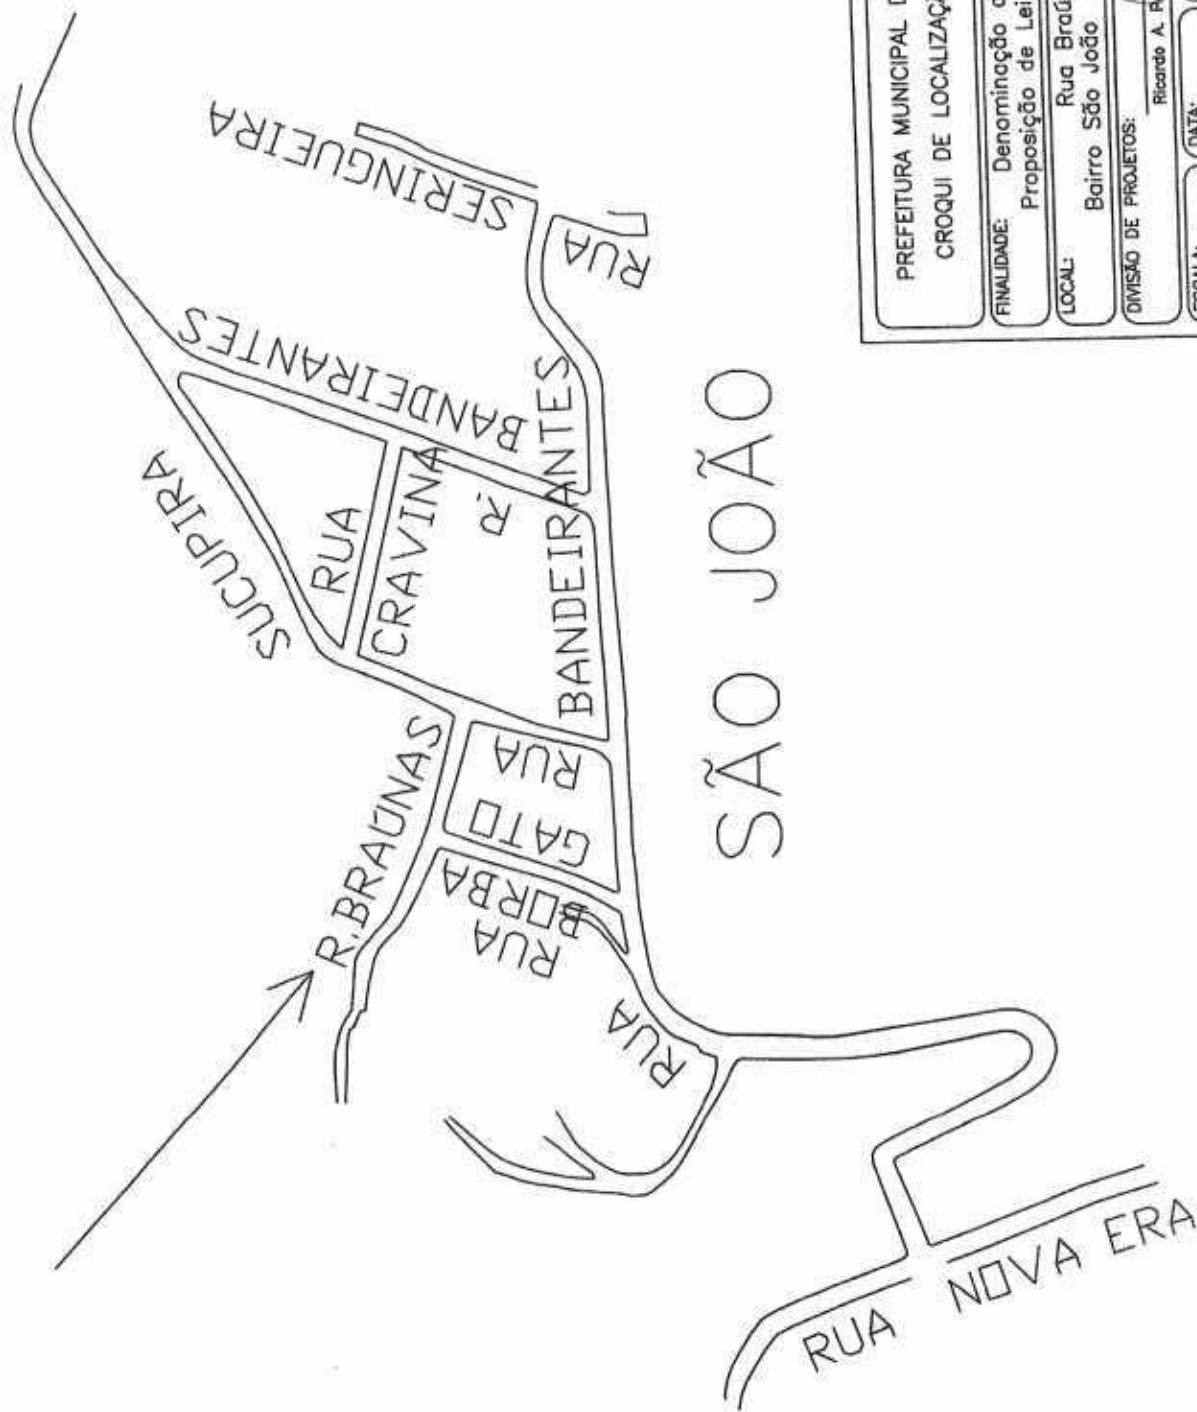 SUCUPIRA
SERINGUEIRA
RUA
BANDEIRANTES
R.
RUA
CRAVINA
BANDEIRANTES
R.BRAÚNAS
RUA
GATO
BORBA
RUA
RUA
SÃO JOÃO
RUA NOVA ERA
PREFEITURA MUNICIPAL D
CROQUI DE LOCALIZAÇÃ
FINALIDADE: Denominação d
Proposição de Lei
LOCAL: Rua Braú
Bairro São João
DIVISÃO DE PROJETOS:
Ricardo A. P
DATA: